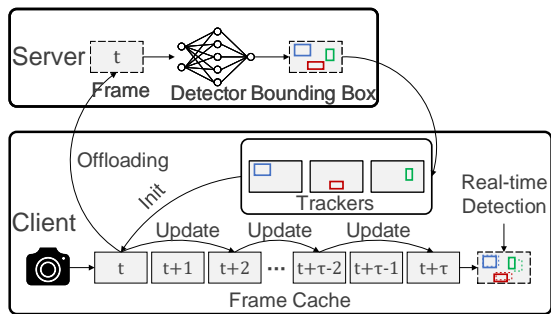 Server
t
Frame
Detector
Bounding Box
Offloading
Init
Trackers
Real-time
Detection
Client
Update
Update
Update
t
t+1
t+2
...
t+τ-2
t+τ-1
t+τ
Frame Cache